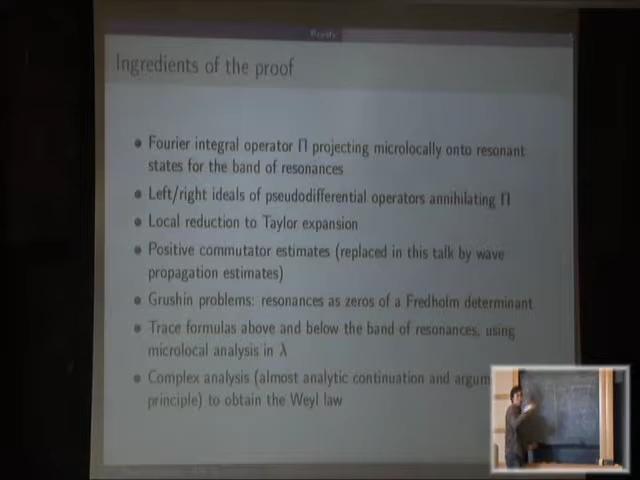 Results
Ingredients of the proof
• Fourier integral operator Π projecting microlocally onto resonant
states for the band of resonances
• Left/right ideals of pseudodifferential operators annihilating Π
• Local reduction to Taylor expansion
• Positive commutator estimates (replaced in this talk by wave
propagation estimates)
• Grushin problems: resonances as zeros of a Fredholm determinant
• Trace formulas above and below the band of resonances, using
microlocal analysis in λ
• Complex analysis (almost analytic continuation and argum
principle) to obtain the Weyl law